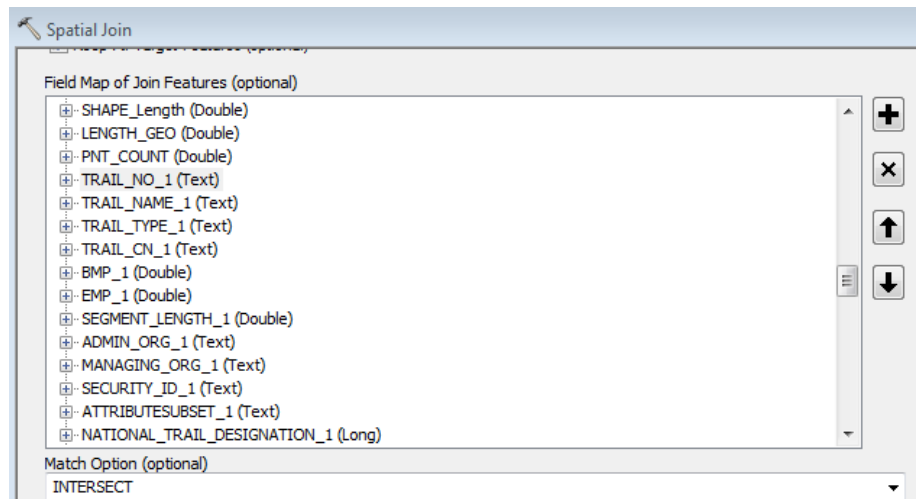 Spatial Join
Field Map of Join Features (optional)
SHAPE_Length (Double)
LENGTH_GEO (Double)
PNT_COUNT (Double)
TRAIL_NO_1 (Text)
TRAIL_NAME_1 (Text)
TRAIL_TYPE_1 (Text)
TRAIL_CN_1 (Text)
BMP_1 (Double)
EMP_1 (Double)
SEGMENT_LENGTH_1 (Double)
ADMIN_ORG_1 (Text)
MANAGING_ORG_1 (Text)
SECURITY_ID_1 (Text)
ATTRIBUTESUBSET_1 (Text)
NATIONAL_TRAIL_DESIGNATION_1 (Long)
Match Option (optional)
INTERSECT